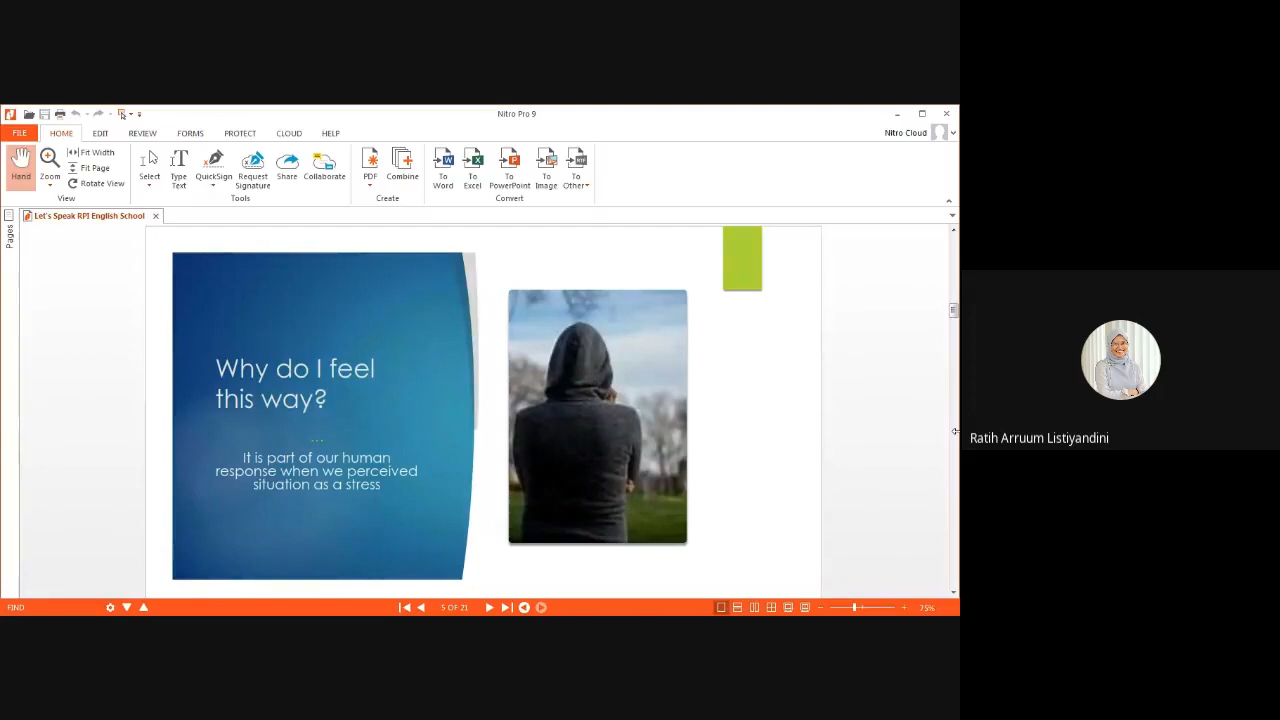 Nitro Pro 9
FILE HOME EDIT REVIEW FORMS PROTECT CLOUD HELP
Nitro Cloud
Hand
Zoom
Fit Width
Fit Page
Rotate View
View
Select
Type Text
QuickSign
Request Signature
Share
Collaborate
Tools
PDF
Combine
Create
To Word
To Excel
To PowerPoint
To Image
To Other
Convert
Let's Speak RPI English School
Pages
Why do I feel
this way?
...
It is part of our human
response when we perceived
situation as a stress
Ratih Arruum Listiyandini
FIND
5 OF 21
75%